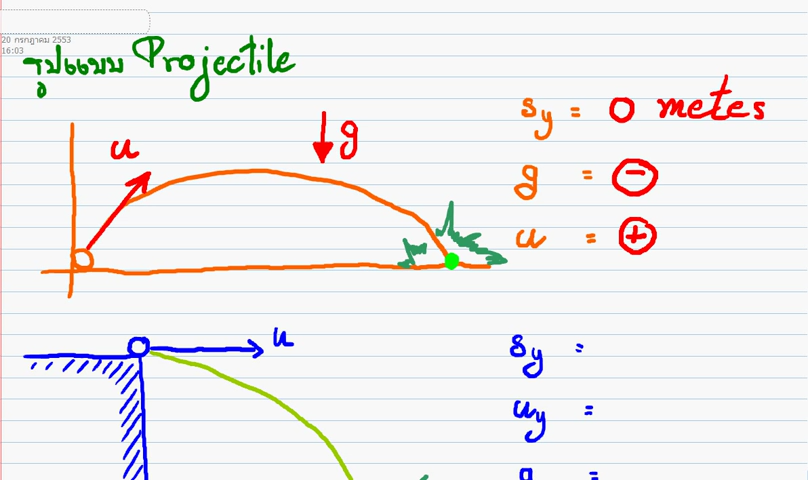 20 กรกฎาคม 2553
16:03
รูปแบบ Projectile
u
g
sy = 0 metes
g = -
u = +
u
sy =
uy =
g =